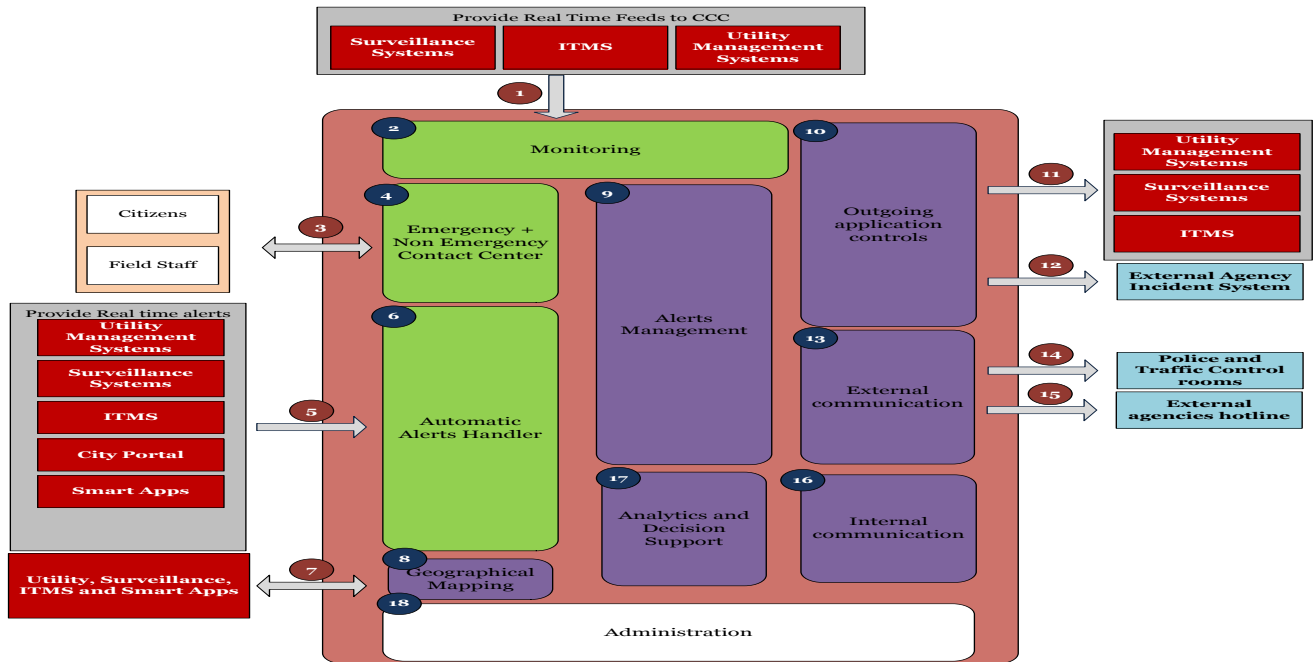 Provide Real Time Feeds to CCC
Surveillance
Systems
ITMS
Utility
Management
Systems
1
2
Monitoring
10
Outgoing
application
controls
11
Utility
Management
Systems
Surveillance
Systems
ITMS
12
External Agency
Incident System
Citizens
Field Staff
3
4
Emergency +
Non Emergency
Contact Center
9
Alerts
Management
Provide Real time alerts
Utility
Management
Systems
Surveillance
Systems
ITMS
City Portal
Smart Apps
5
6
Automatic
Alerts Handler
13
External
communication
14
Police and
Traffic Control
rooms
15
External
agencies hotline
17
Analytics and
Decision
Support
16
Internal
communication
Utility, Surveillance,
ITMS and Smart Apps
7
8
Geographical
Mapping
18
Administration